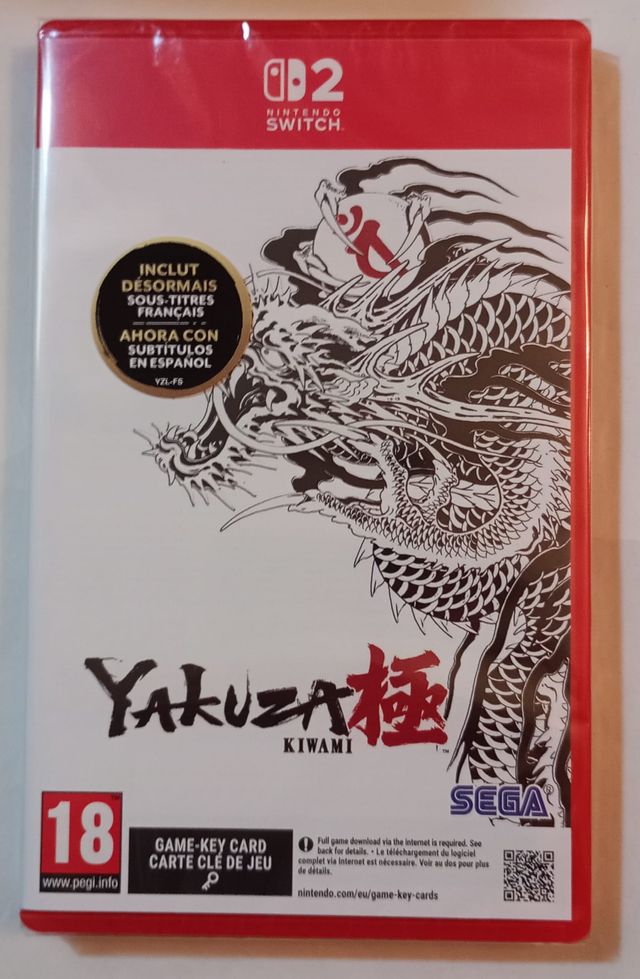 2
NINTENDO
SWITCH™
INCLUT
DÉSORMAIS
SOUS-TITRES
FRANÇAIS
AHORA CON
SUBTÍTULOS
EN ESPAÑOL
YZL-FS
YAKUZA極
KIWAMI
™
SEGA®
18
™
www.pegi.info
GAME-KEY CARD
CARTE CLÉ DE JEU
Full game download via the internet is required. See
back for details. • Le téléchargement du logiciel
complet via Internet est nécessaire. Voir au dos pour plus
de détails.
nintendo.com/eu/game-key-cards